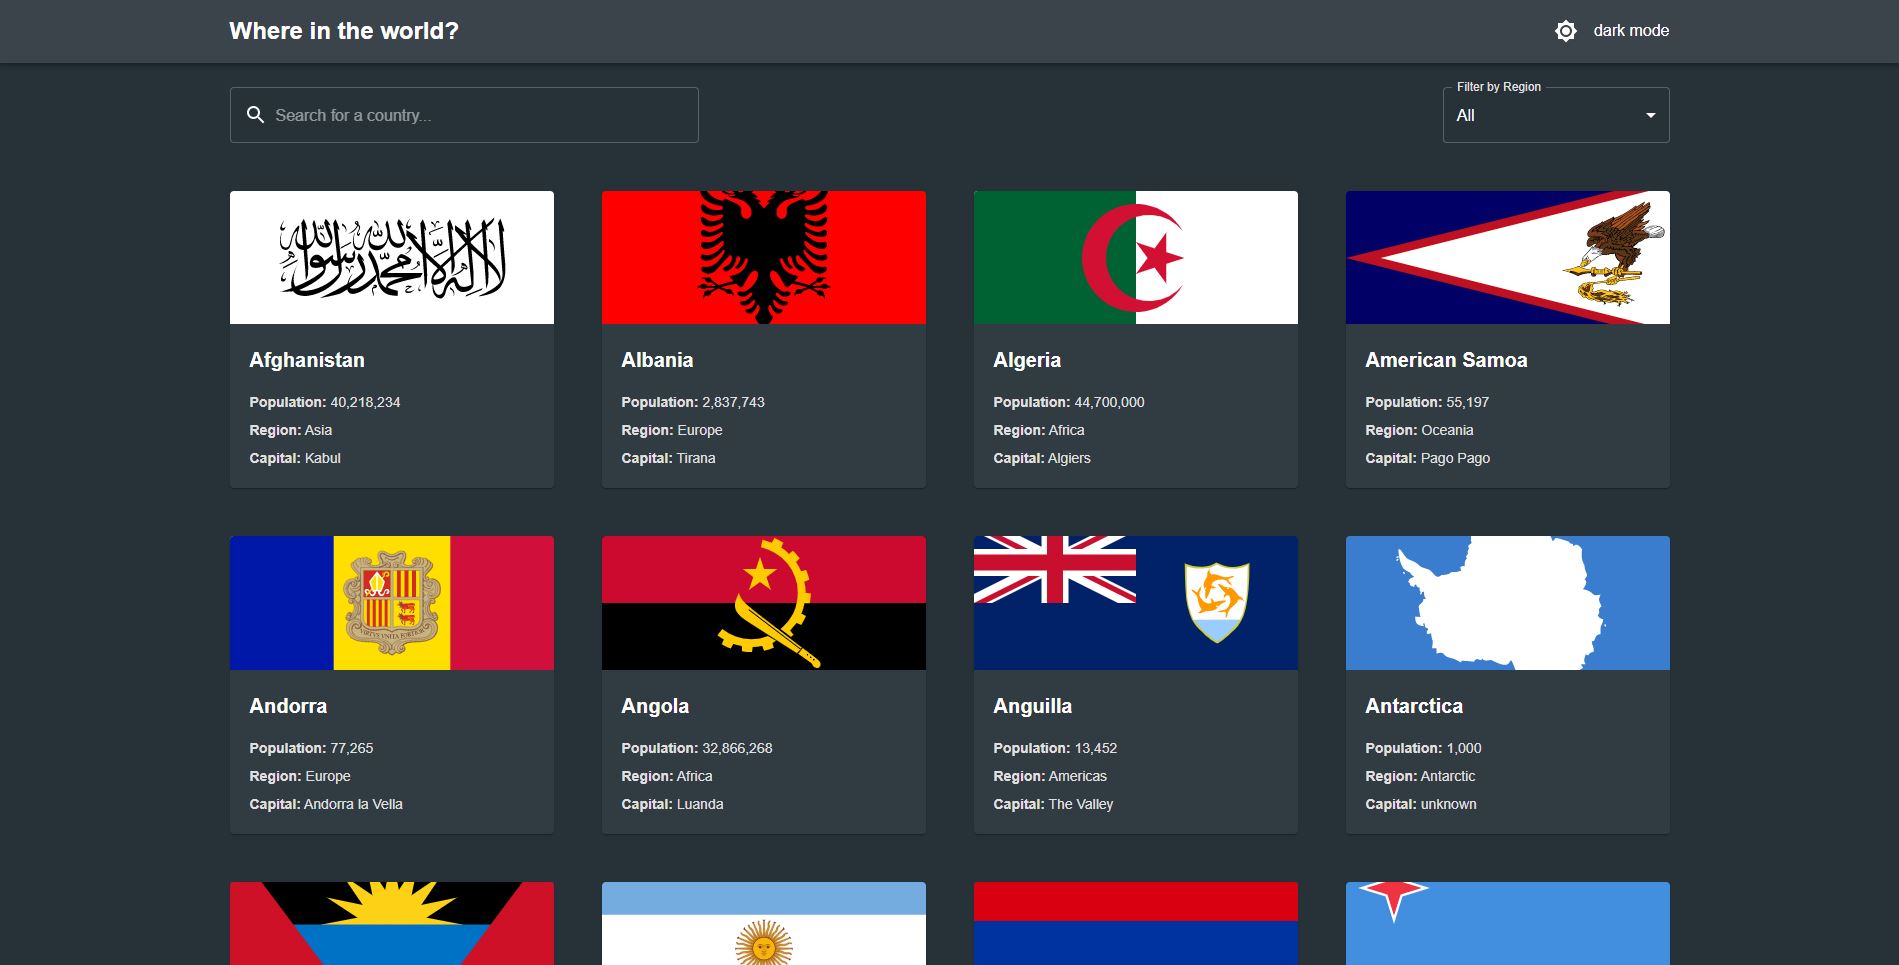 Where in the world?
dark mode
Search for a country...
Filter by Region
All
لا إله إلا الله محمد رسول الله
Afghanistan
Population: 40,218,234
Region: Asia
Capital: Kabul
Albania
Population: 2,837,743
Region: Europe
Capital: Tirana
Algeria
Population: 44,700,000
Region: Africa
Capital: Algiers
American Samoa
Population: 55,197
Region: Oceania
Capital: Pago Pago
VIRTVS VNITA FORTIOR
Andorra
Population: 77,265
Region: Europe
Capital: Andorra la Vella
Angola
Population: 32,866,268
Region: Africa
Capital: Luanda
Anguilla
Population: 13,452
Region: Americas
Capital: The Valley
Antarctica
Population: 1,000
Region: Antarctic
Capital: unknown